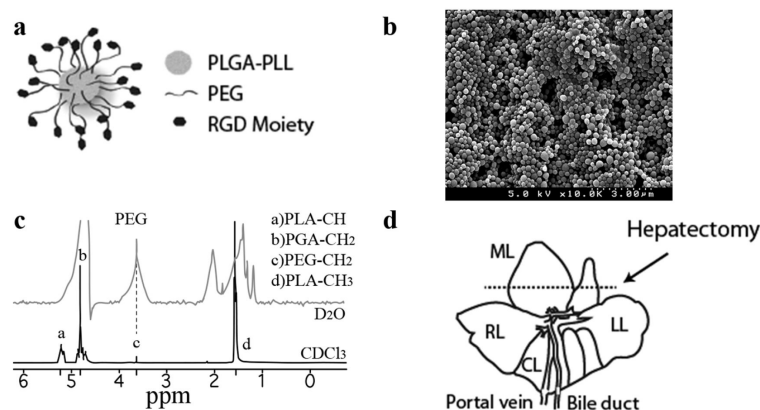 a
PLGA-PLL
PEG
RGD Moiety
b
5.0 kV X10.0K 3.00µm
c
PEG
a)PLA-CH
b)PGA-CH₂
c)PEG-CH₂
d)PLA-CH₃
b
D₂O
a
c
d
CDCl₃
6 5 4 3 2 1 0
ppm
d
Hepatectomy
ML
RL
LL
CL
Portal vein
Bile duct